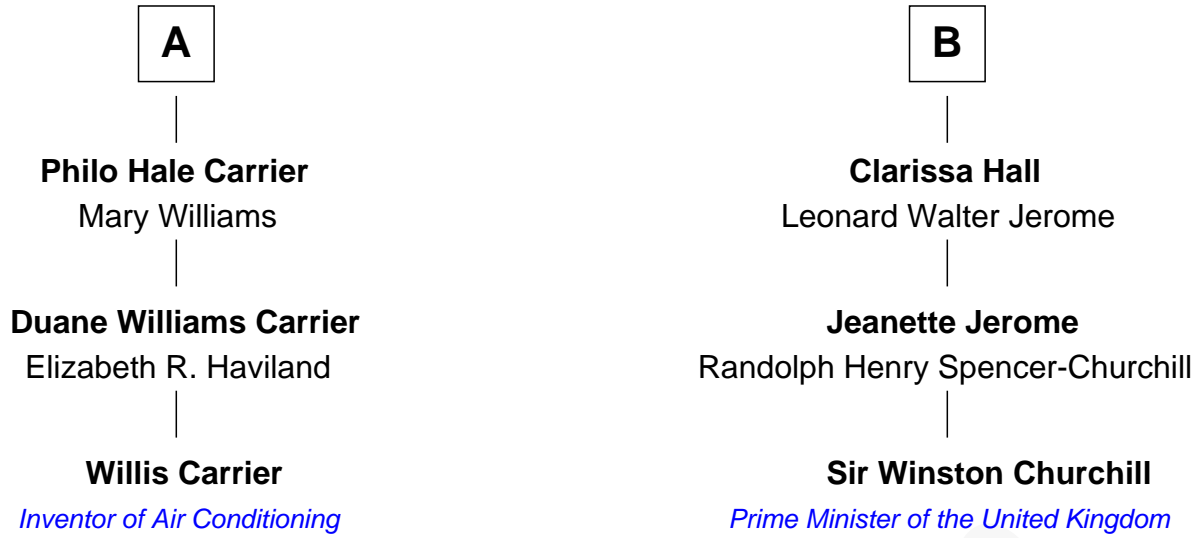 A
Philo Hale Carrier
Mary Williams
Duane Williams Carrier
Elizabeth R. Haviland
Willis Carrier
Inventor of Air Conditioning
B
Clarissa Hall
Leonard Walter Jerome
Jeanette Jerome
Randolph Henry Spencer-Churchill
Sir Winston Churchill
Prime Minister of the United Kingdom